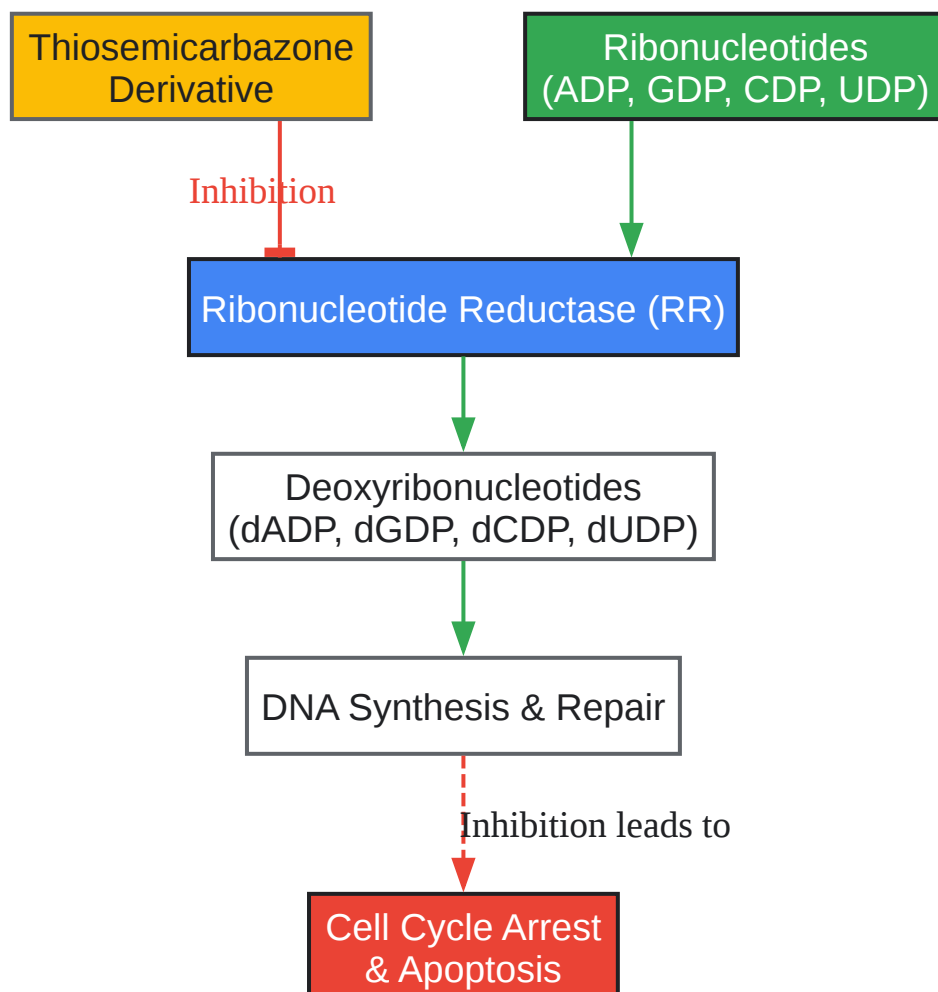 Thiosemicarbazone
Derivative
Ribonucleotides
(ADP, GDP, CDP, UDP)
Inhibition
Ribonucleotide Reductase (RR)
Deoxyribonucleotides
(dADP, dGDP, dCDP, dUDP)
DNA Synthesis & Repair
Inhibition leads to
Cell Cycle Arrest
& Apoptosis